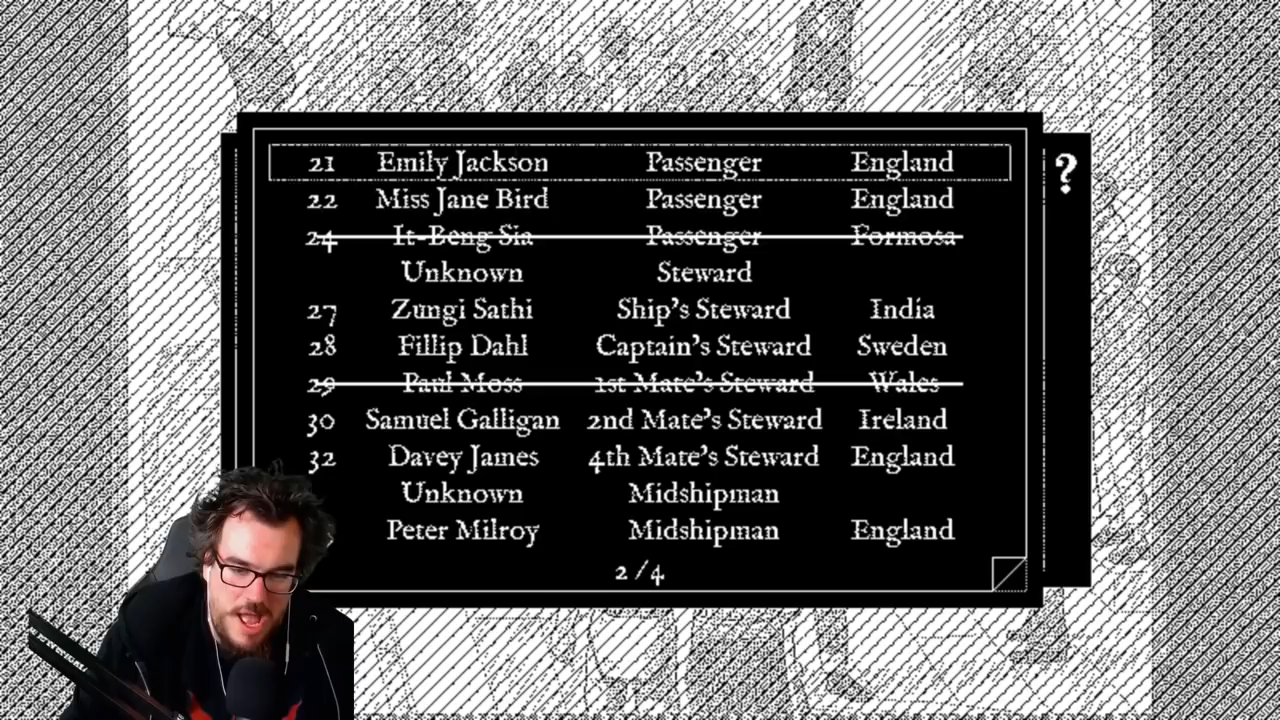 21 Emily Jackson Passenger England
?
22 Miss Jane Bird Passenger England
24 It-Beng Sia Passenger Formosa
Unknown Steward
27 Zungi Sathi Ship's Steward India
28 Fillip Dahl Captain's Steward Sweden
29 Paul Moss 1st Mate's Steward Wales
30 Samuel Galligan 2nd Mate's Steward Ireland
32 Davey James 4th Mate's Steward England
Unknown Midshipman
Peter Milroy Midshipman England
2/4